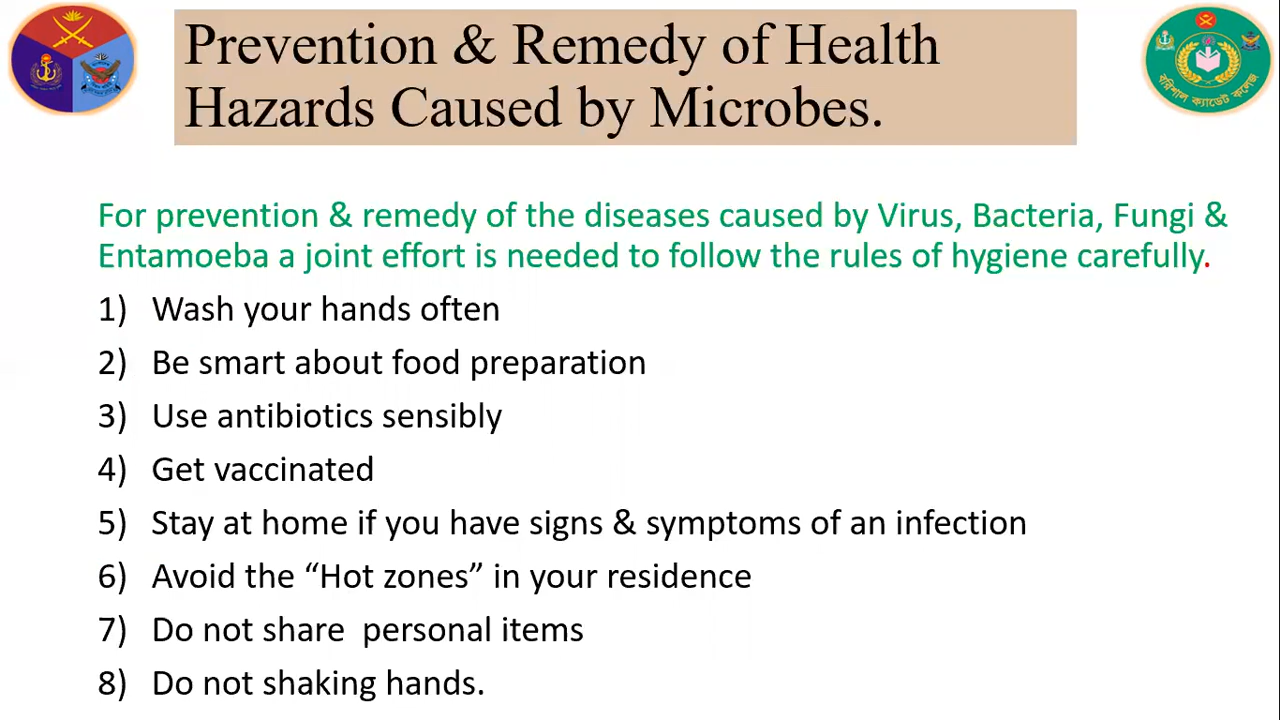 Prevention & Remedy of Health
Hazards Caused by Microbes.
বরিশাল ক্যাডেট কলেজ
For prevention & remedy of the diseases caused by Virus, Bacteria, Fungi &
Entamoeba a joint effort is needed to follow the rules of hygiene carefully.
1) Wash your hands often
2) Be smart about food preparation
3) Use antibiotics sensibly
4) Get vaccinated
5) Stay at home if you have signs & symptoms of an infection
6) Avoid the “Hot zones” in your residence
7) Do not share personal items
8) Do not shaking hands.